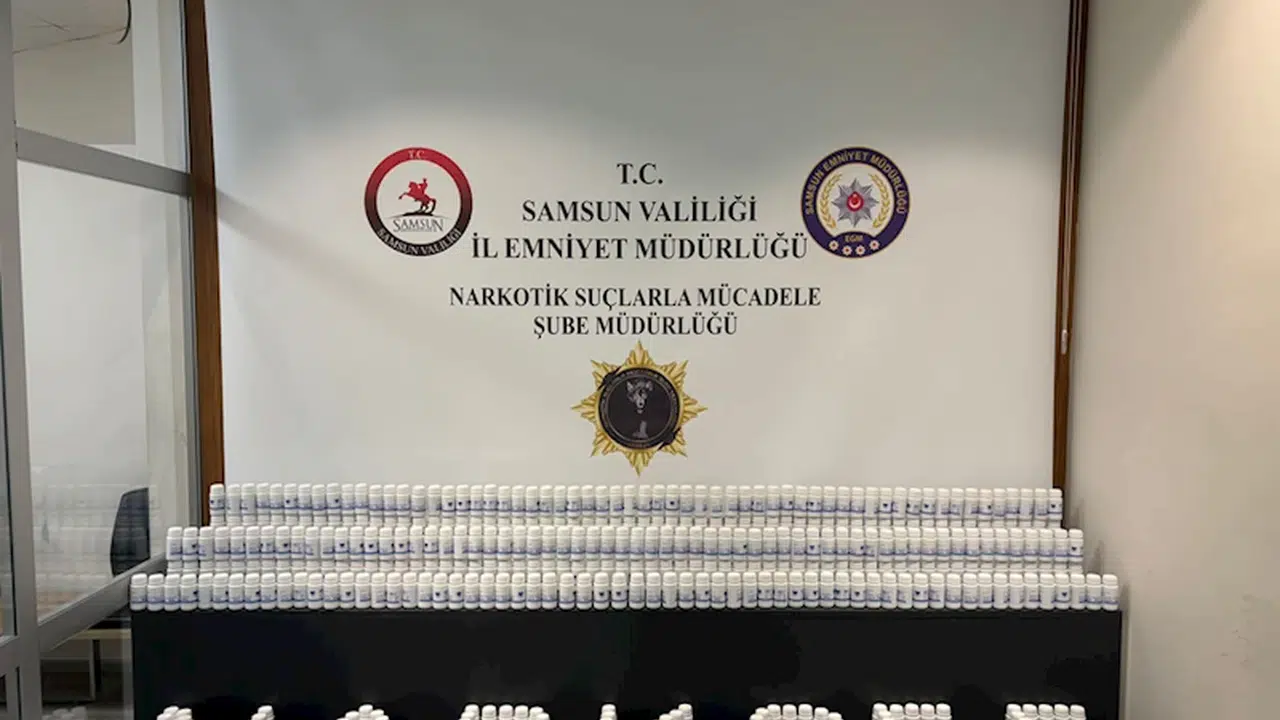 T.C.
SAMSUN VALİLİĞİ
İL EMNİYET MÜDÜRLÜĞÜ
NARKOTİK SUÇLARLA MÜCADELE
ŞUBE MÜDÜRLÜĞÜ
T.C.
SAMSUN
SAMSUN VALİLİĞİ
SAMSUN EMNİYET MÜDÜRLÜĞÜ
EGM